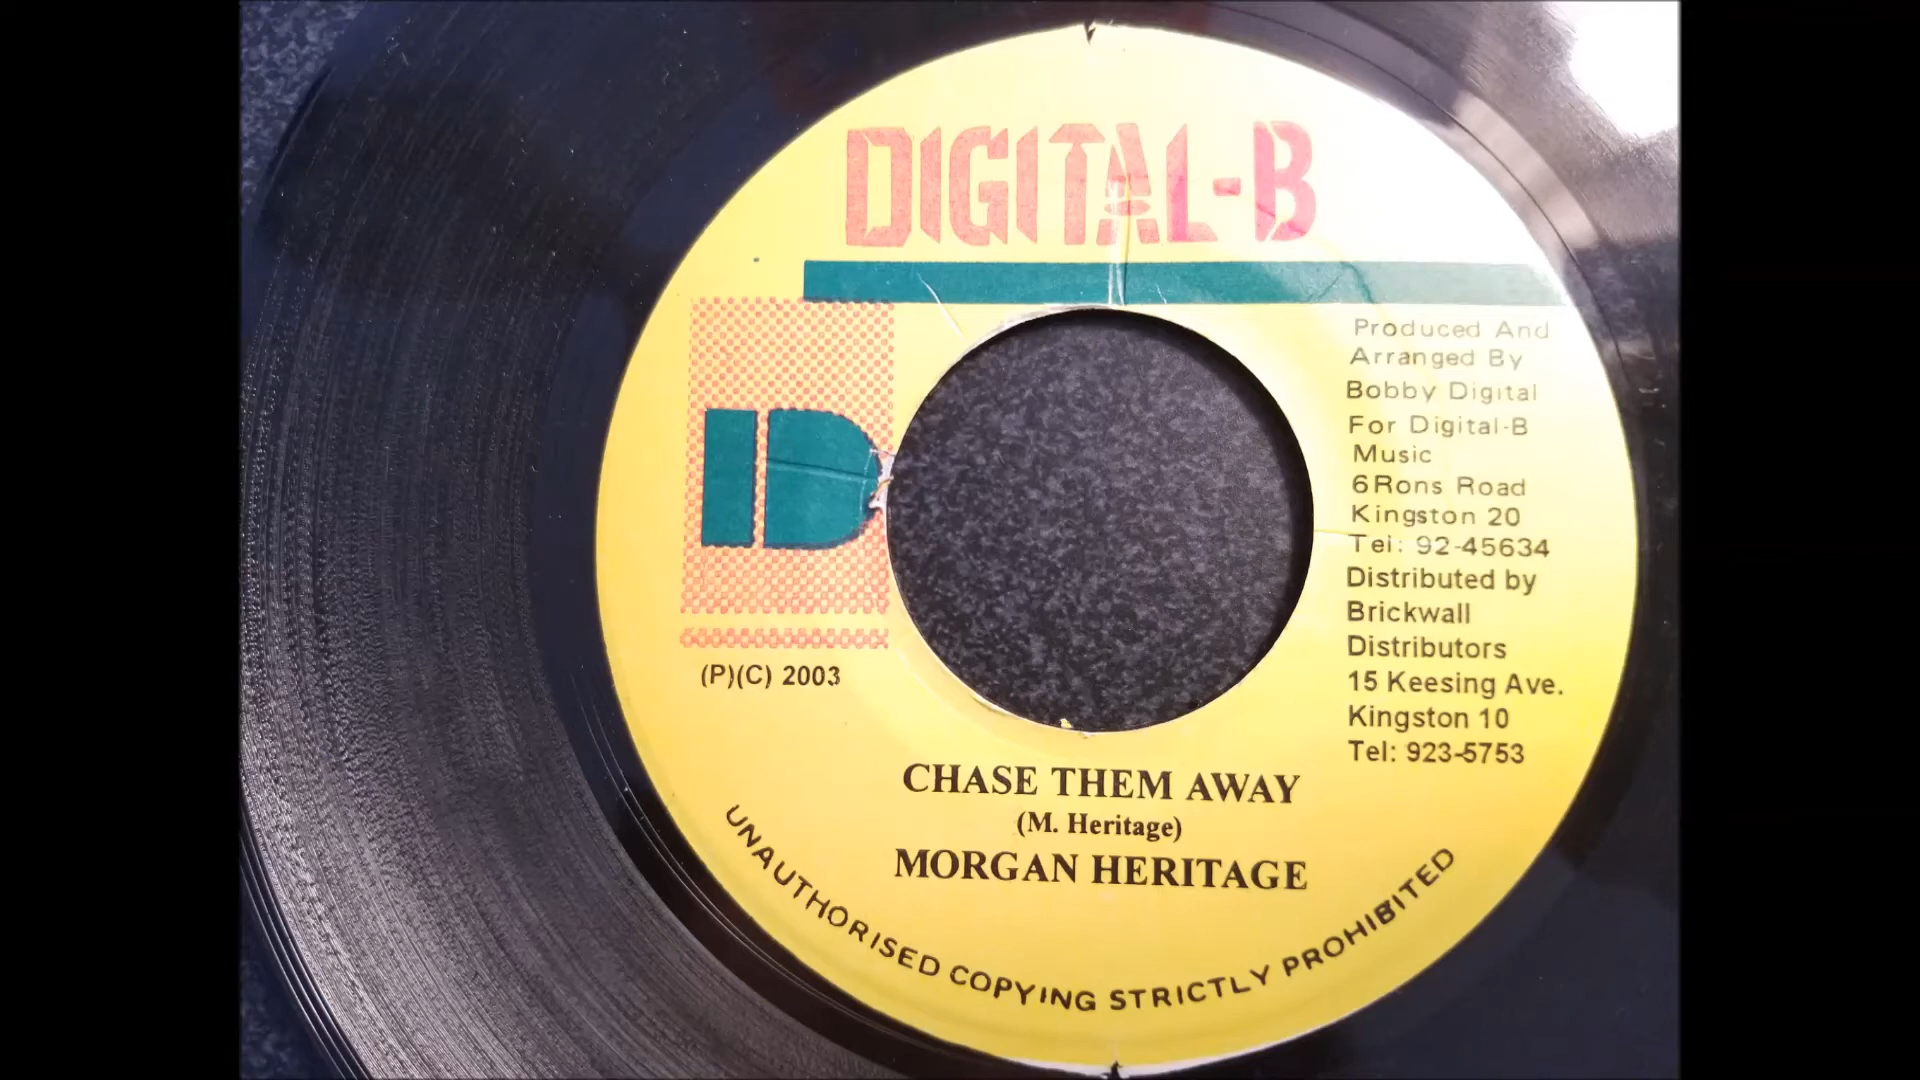 DIGITAL-B
Produced And
Arranged By
Bobby Digital
For Digital-B
Music
6Rons Road
Kingston 20
Tel: 92-45634
Distributed by
Brickwall
Distributors
15 Keesing Ave.
Kingston 10
Tel: 923-5753
D
(P)(C) 2003
CHASE THEM AWAY
(M. Heritage)
MORGAN HERITAGE
UNAUTHORISED COPYING STRICTLY PROHIBITED